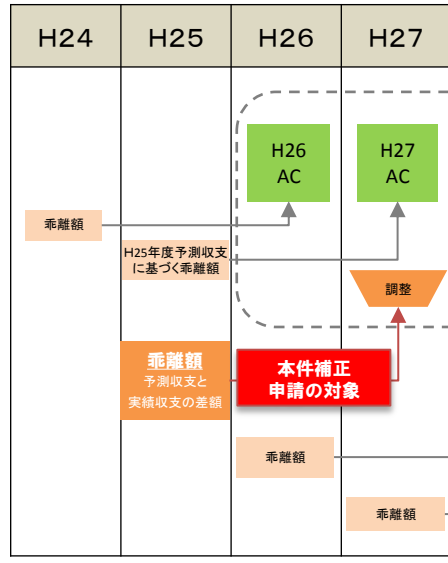 H24
H25
H26
H27
H26
AC
H27
AC
乖離額
H25年度予測収支
に基づく乖離額
調整
乖離額
予測収支と
実績収支の差額
本件補正
申請の対象
乖離額
乖離額